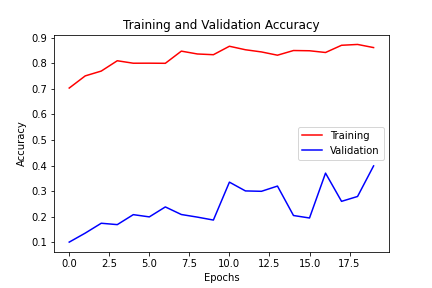 Training and Validation Accuracy
Accuracy
0.9
0.8
0.7
0.6
0.5
0.4
0.3
0.2
0.1
Training
Validation
0.0 2.5 5.0 7.5 10.0 12.5 15.0 17.5
Epochs